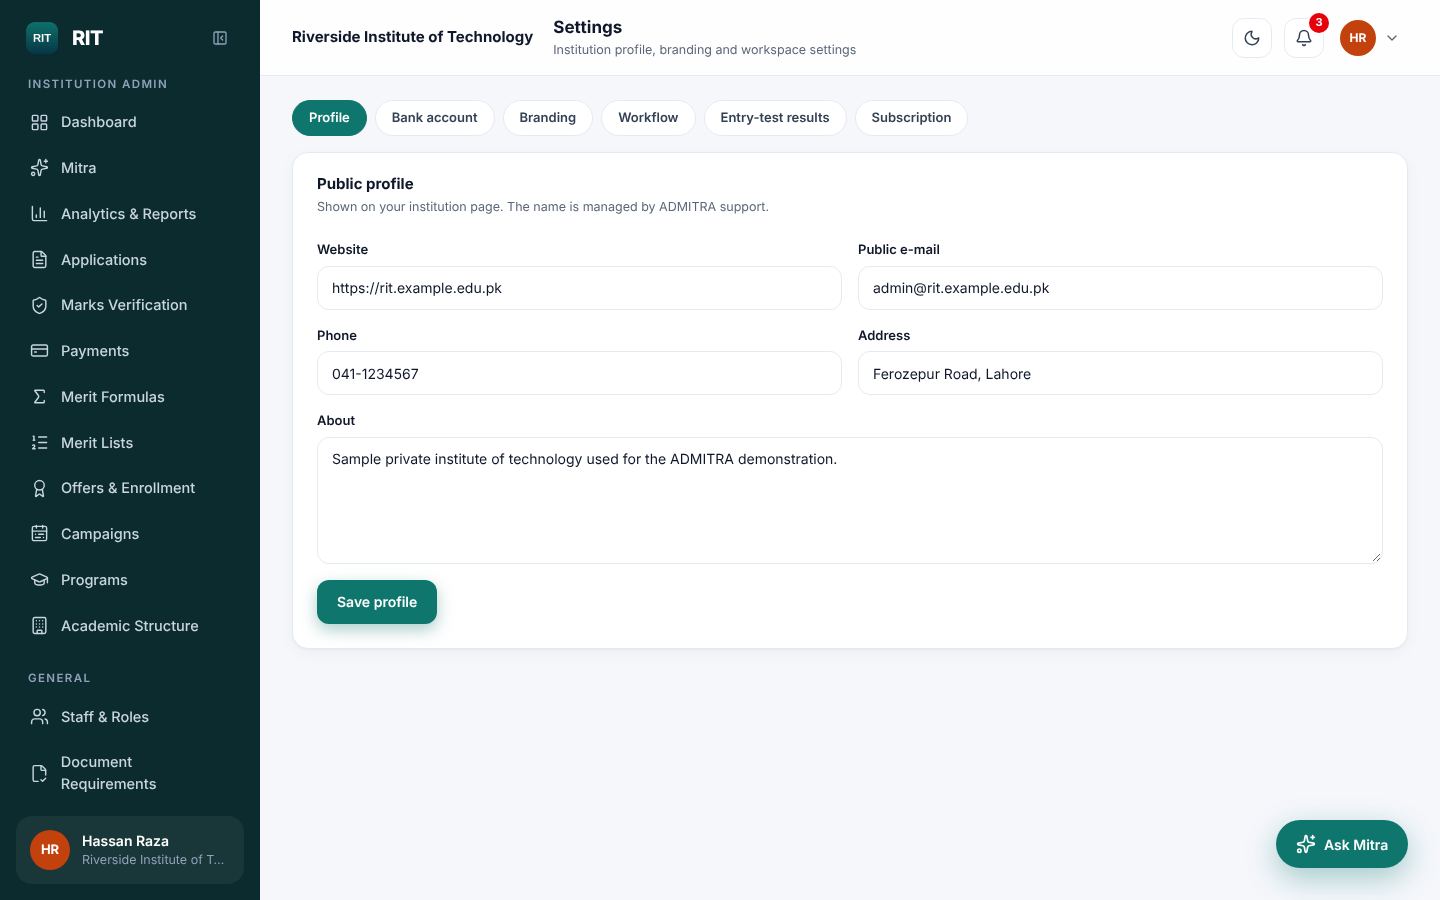 RIT
RIT
INSTITUTION ADMIN
Dashboard
Mitra
Analytics & Reports
Applications
Marks Verification
Payments
Merit Formulas
Merit Lists
Offers & Enrollment
Campaigns
Programs
Academic Structure
GENERAL
Staff & Roles
Document
Requirements
HR
Hassan Raza
Riverside Institute of T...
Riverside Institute of Technology
Settings
Institution profile, branding and workspace settings
3
HR
Profile
Bank account
Branding
Workflow
Entry-test results
Subscription
Public profile
Shown on your institution page. The name is managed by ADMITRA support.
Website
Public e-mail
https://rit.example.edu.pk
admin@rit.example.edu.pk
Phone
Address
041-1234567
Ferozepur Road, Lahore
About
Sample private institute of technology used for the ADMITRA demonstration.
Save profile
Ask Mitra